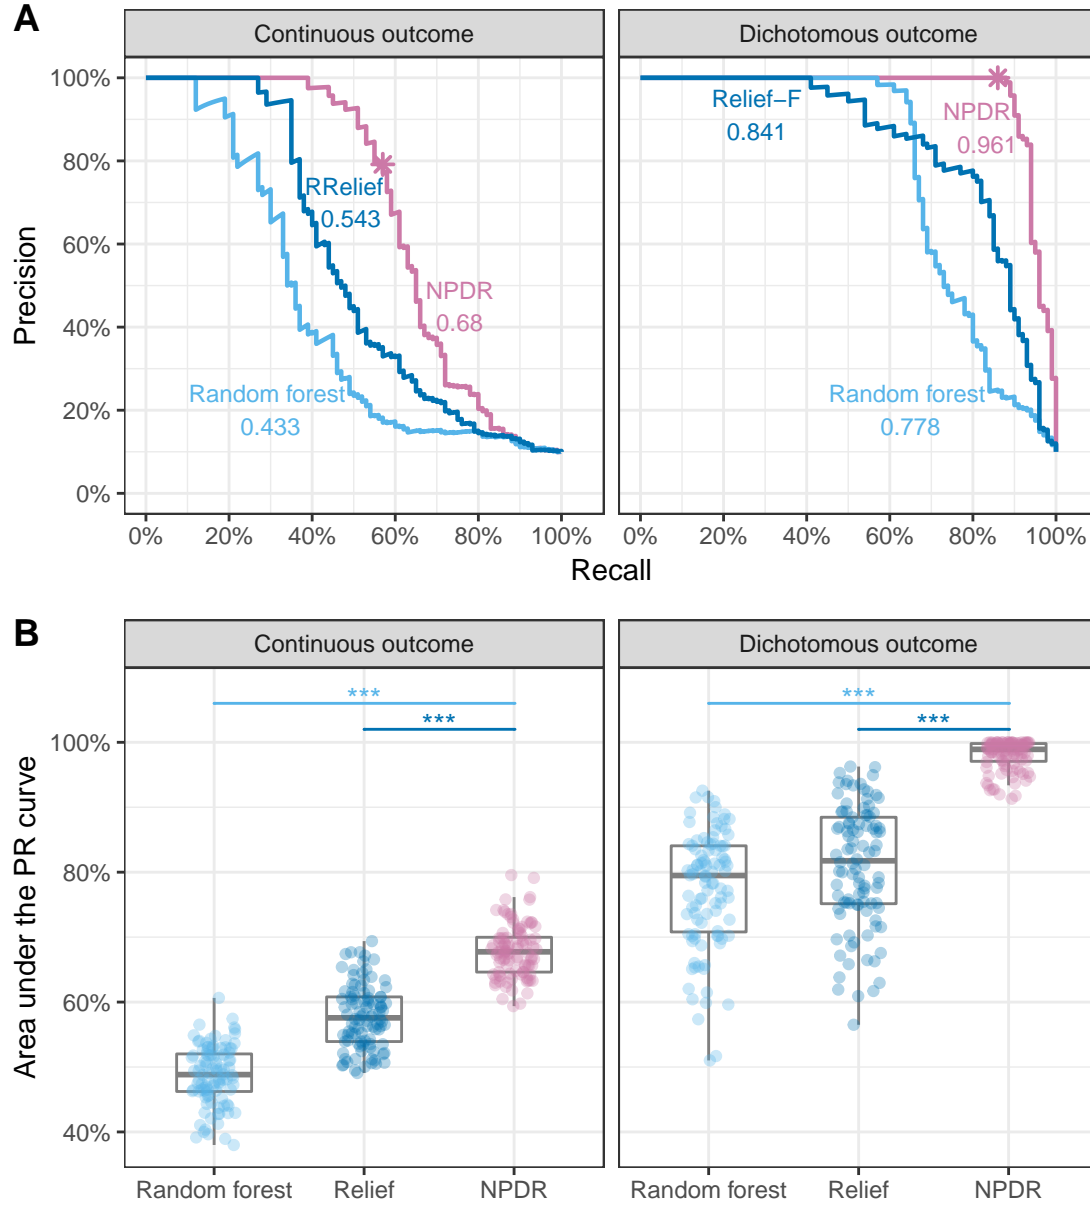 A
Continuous outcome
Dichotomous outcome
Precision
100%
80%
60%
40%
20%
0%
RRelief
0.543
NPDR
0.68
Random forest
0.433
Relief−F
0.841
NPDR
0.961
Random forest
0.778
0%
20%
40%
60%
80%
100%
0%
20%
40%
60%
80%
100%
Recall
B
Continuous outcome
Dichotomous outcome
Area under the PR curve
100%
80%
60%
40%
***
***
***
***
Random forest
Relief
NPDR
Random forest
Relief
NPDR